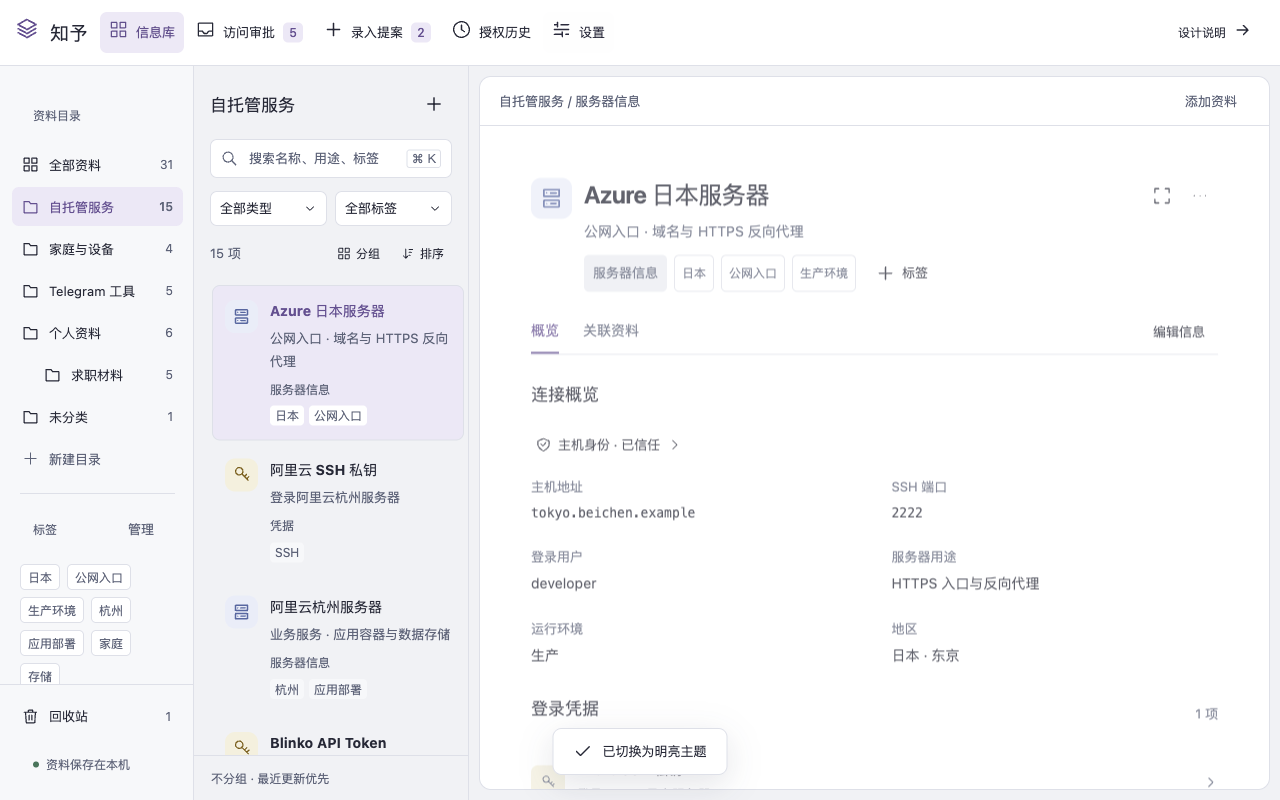 知予
信息库
访问审批 5
录入提案 2
授权历史
设置
设计说明
资料目录
全部资料 31
自托管服务 15
家庭与设备 4
Telegram 工具 5
个人资料 6
求职材料 5
未分类 1
新建目录
标签 管理
日本 公网入口
生产环境 杭州
应用部署 家庭
存储
回收站 1
资料保存在本机
自托管服务
搜索名称、用途、标签 ⌘ K
全部类型 全部标签
15 项 分组 排序
Azure 日本服务器
公网入口 · 域名与 HTTPS 反向
代理
服务器信息
日本 公网入口
阿里云 SSH 私钥
登录阿里云杭州服务器
凭据
SSH
阿里云杭州服务器
业务服务 · 应用容器与数据存储
服务器信息
杭州 应用部署
Blinko API Token
不分组 · 最近更新优先
自托管服务 / 服务器信息 添加资料
Azure 日本服务器
公网入口 · 域名与 HTTPS 反向代理
服务器信息 日本 公网入口 生产环境 标签
概览 关联资料 编辑信息
连接概览
主机身份 · 已信任
主机地址 SSH 端口
tokyo.beichen.example 2222
登录用户 服务器用途
developer HTTPS 入口与反向代理
运行环境 地区
生产 日本 · 东京
登录凭据 1 项
已切换为明亮主题